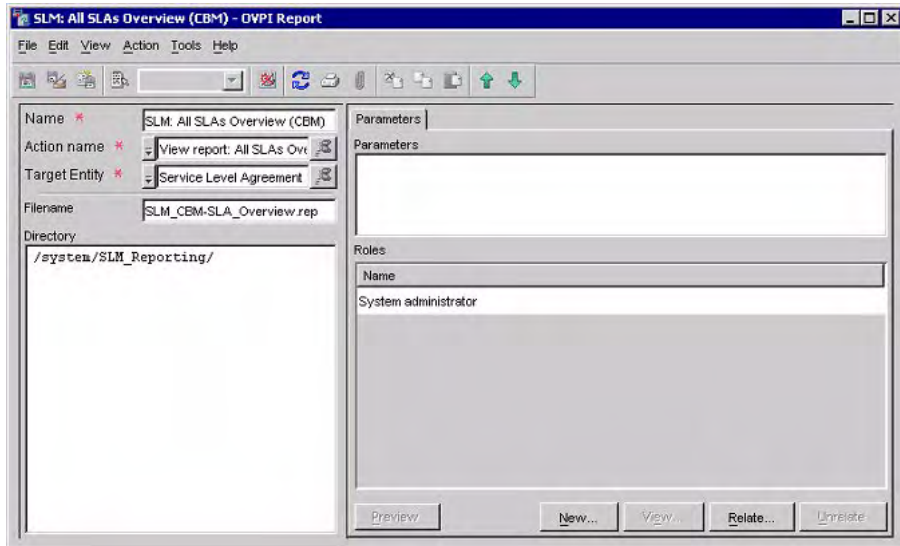 SLM: All SLAs Overview (CBM) - OVPI Report
File Edit View Action Tools Help
Name *
SLM: All SLAs Overview (CBM)
Action name *
View report: All SLAs Ove
Target Entity *
Service Level Agreement
Filename
SLM_CBM-SLA_Overview.rep
Directory
/system/SLM_Reporting/
Parameters
Parameters
Roles
Name
System administrator
Preview New... View... Relate... Unrelate